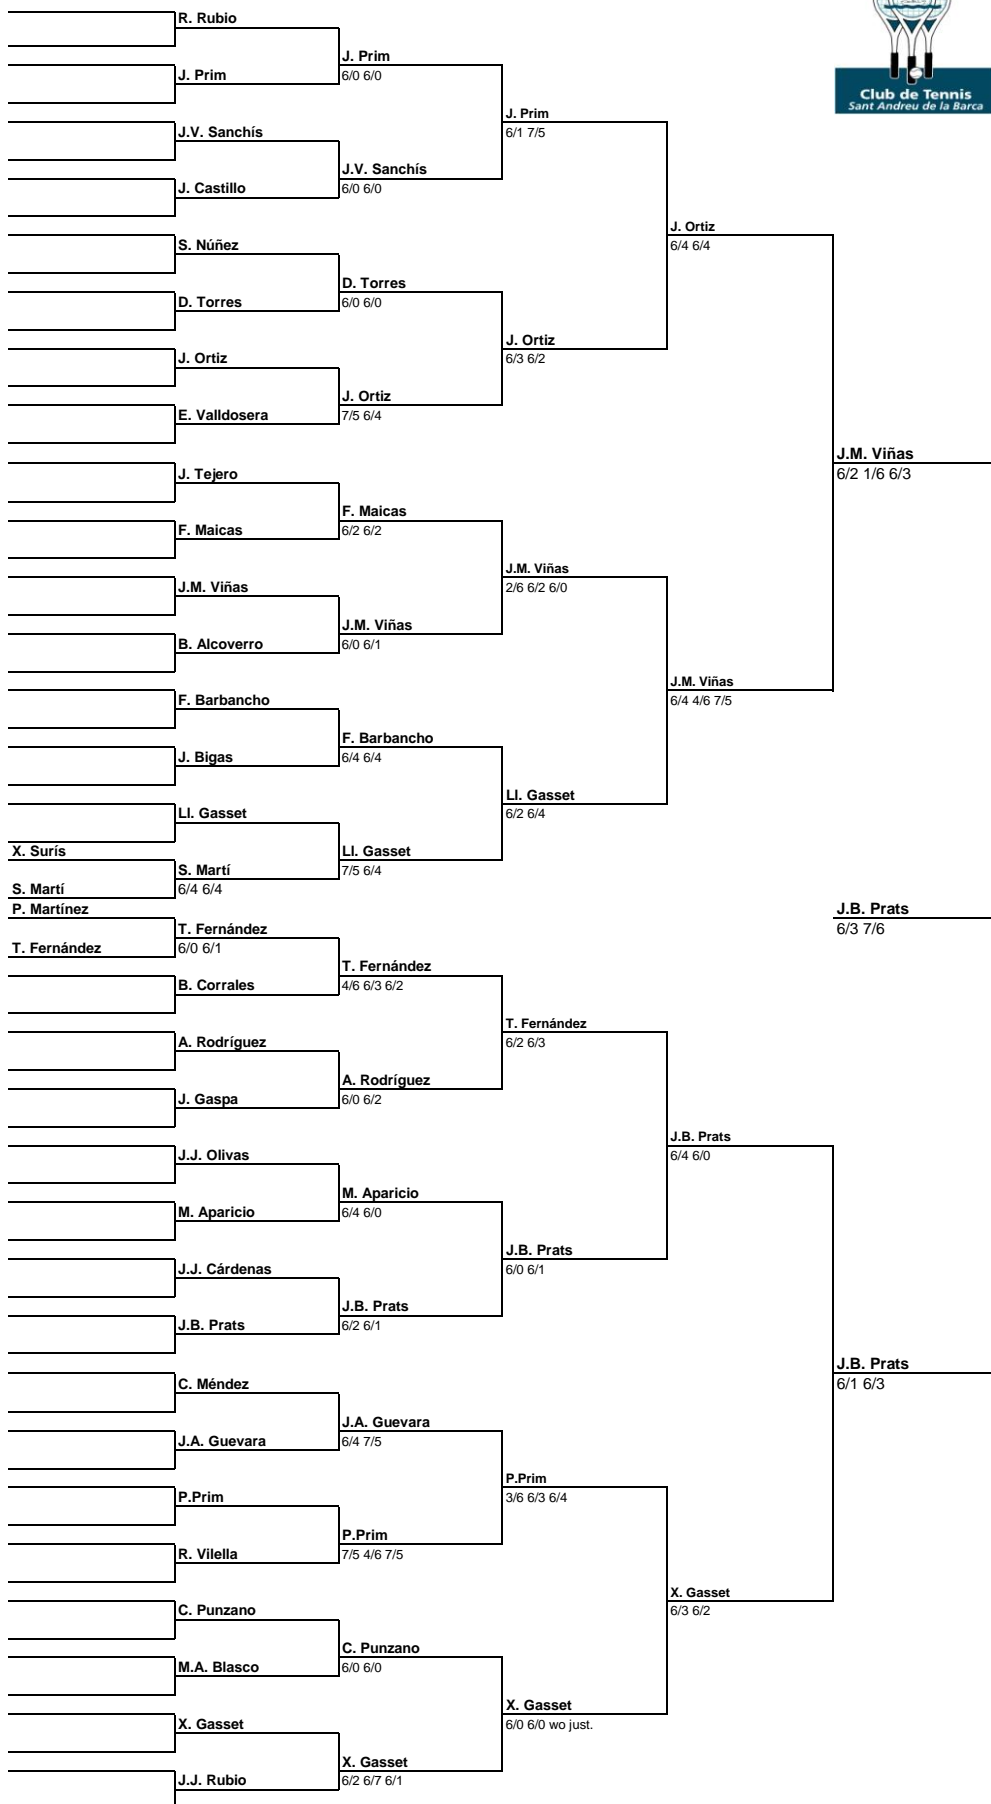 R. Rubio
J. Prim
J. Prim
6/0 6/0
Club de Tennis
Sant Andreu de la Barca
J. Prim
6/1 7/5
J.V. Sanchís
J.V. Sanchís
6/0 6/0
J. Castillo
J. Ortiz
6/4 6/4
S. Núñez
D. Torres
6/0 6/0
D. Torres
J. Ortiz
6/3 6/2
J. Ortiz
J. Ortiz
7/5 6/4
E. Valldosera
J.M. Viñas
6/2 1/6 6/3
J. Tejero
F. Maicas
6/2 6/2
F. Maicas
J.M. Viñas
2/6 6/2 6/0
J.M. Viñas
J.M. Viñas
6/0 6/1
B. Alcoverro
J.M. Viñas
6/4 4/6 7/5
F. Barbancho
F. Barbancho
6/4 6/4
J. Bigas
Ll. Gasset
6/2 6/4
Ll. Gasset
X. Surís
Ll. Gasset
7/5 6/4
S. Martí
6/4 6/4
S. Martí
P. Martínez
J.B. Prats
6/3 7/6
T. Fernández
6/0 6/1
T. Fernández
T. Fernández
4/6 6/3 6/2
B. Corrales
T. Fernández
6/2 6/3
A. Rodríguez
A. Rodríguez
6/0 6/2
J. Gaspa
J.B. Prats
6/4 6/0
J.J. Olivas
M. Aparicio
6/4 6/0
M. Aparicio
J.B. Prats
6/0 6/1
J.J. Cárdenas
J.B. Prats
6/2 6/1
J.B. Prats
J.B. Prats
6/1 6/3
C. Méndez
J.A. Guevara
6/4 7/5
J.A. Guevara
P.Prim
3/6 6/3 6/4
P.Prim
P.Prim
7/5 4/6 7/5
R. Vilella
X. Gasset
6/3 6/2
C. Punzano
C. Punzano
6/0 6/0
M.A. Blasco
X. Gasset
6/0 6/0 wo just.
X. Gasset
X. Gasset
6/2 6/7 6/1
J.J. Rubio